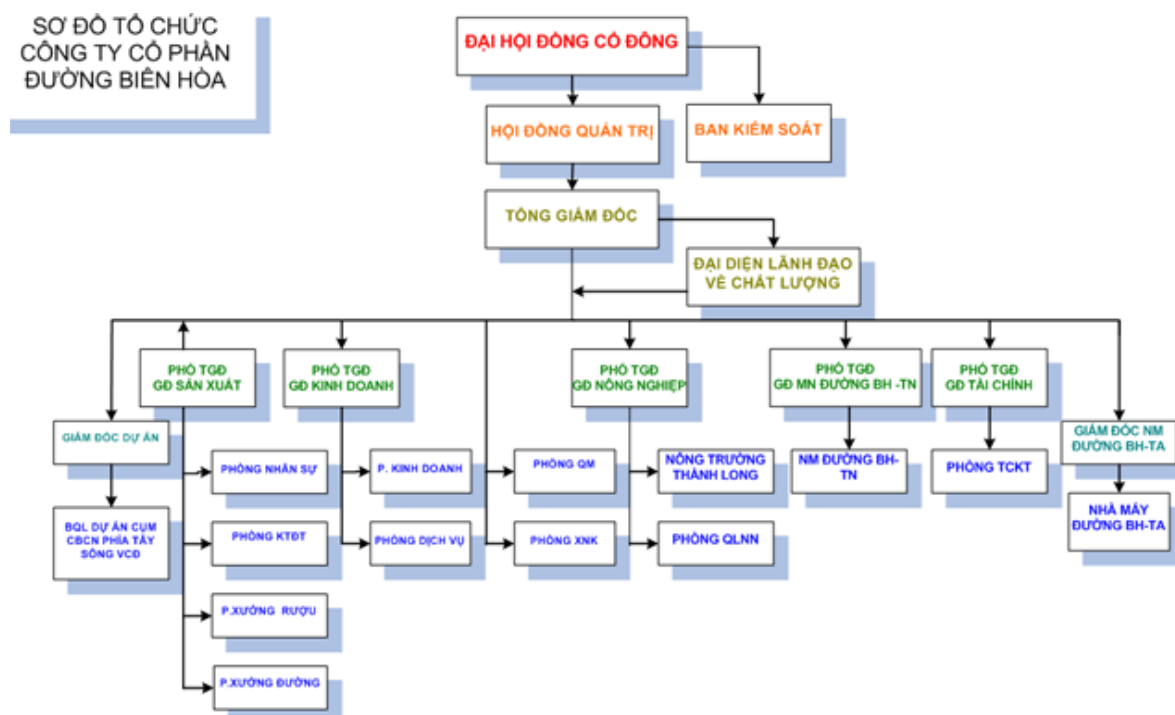 SƠ ĐỒ TỔ CHỨC
CÔNG TY CỔ PHẦN
ĐƯỜNG BIÊN HÒA
ĐẠI HỘI ĐỒNG CỔ ĐÔNG
HỘI ĐỒNG QUẢN TRỊ
BAN KIỂM SOÁT
TỔNG GIÁM ĐỐC
ĐẠI DIỆN LÃNH ĐẠO
VỀ CHẤT LƯỢNG
PHÓ TGĐ
GĐ SẢN XUẤT
PHÓ TGĐ
GĐ KINH DOANH
PHÓ TGĐ
GĐ NÔNG NGHIỆP
PHÓ TGĐ
GĐ MN ĐƯỜNG BH -TN
PHÓ TGĐ
GĐ TÀI CHÍNH
GIÁM ĐỐC DỰ ÁN
GIÁM ĐỐC NM
ĐƯỜNG BH-TA
PHÒNG NHÂN SỰ
P. KINH DOANH
PHÒNG QM
NÔNG TRƯỜNG
THÀNH LONG
NM ĐƯỜNG BH-
TN
PHÒNG TCKT
NHÀ MÁY
ĐƯỜNG BH-TA
BQL DỰ ÁN CỤM
CBCN PHÍA TÂY
SÔNG VCĐ
PHÒNG KTĐT
PHÒNG DỊCH VỤ
PHÒNG XNK
PHÒNG QLNN
P.XƯỞNG RƯỢU
P.XƯỞNG ĐƯỜNG